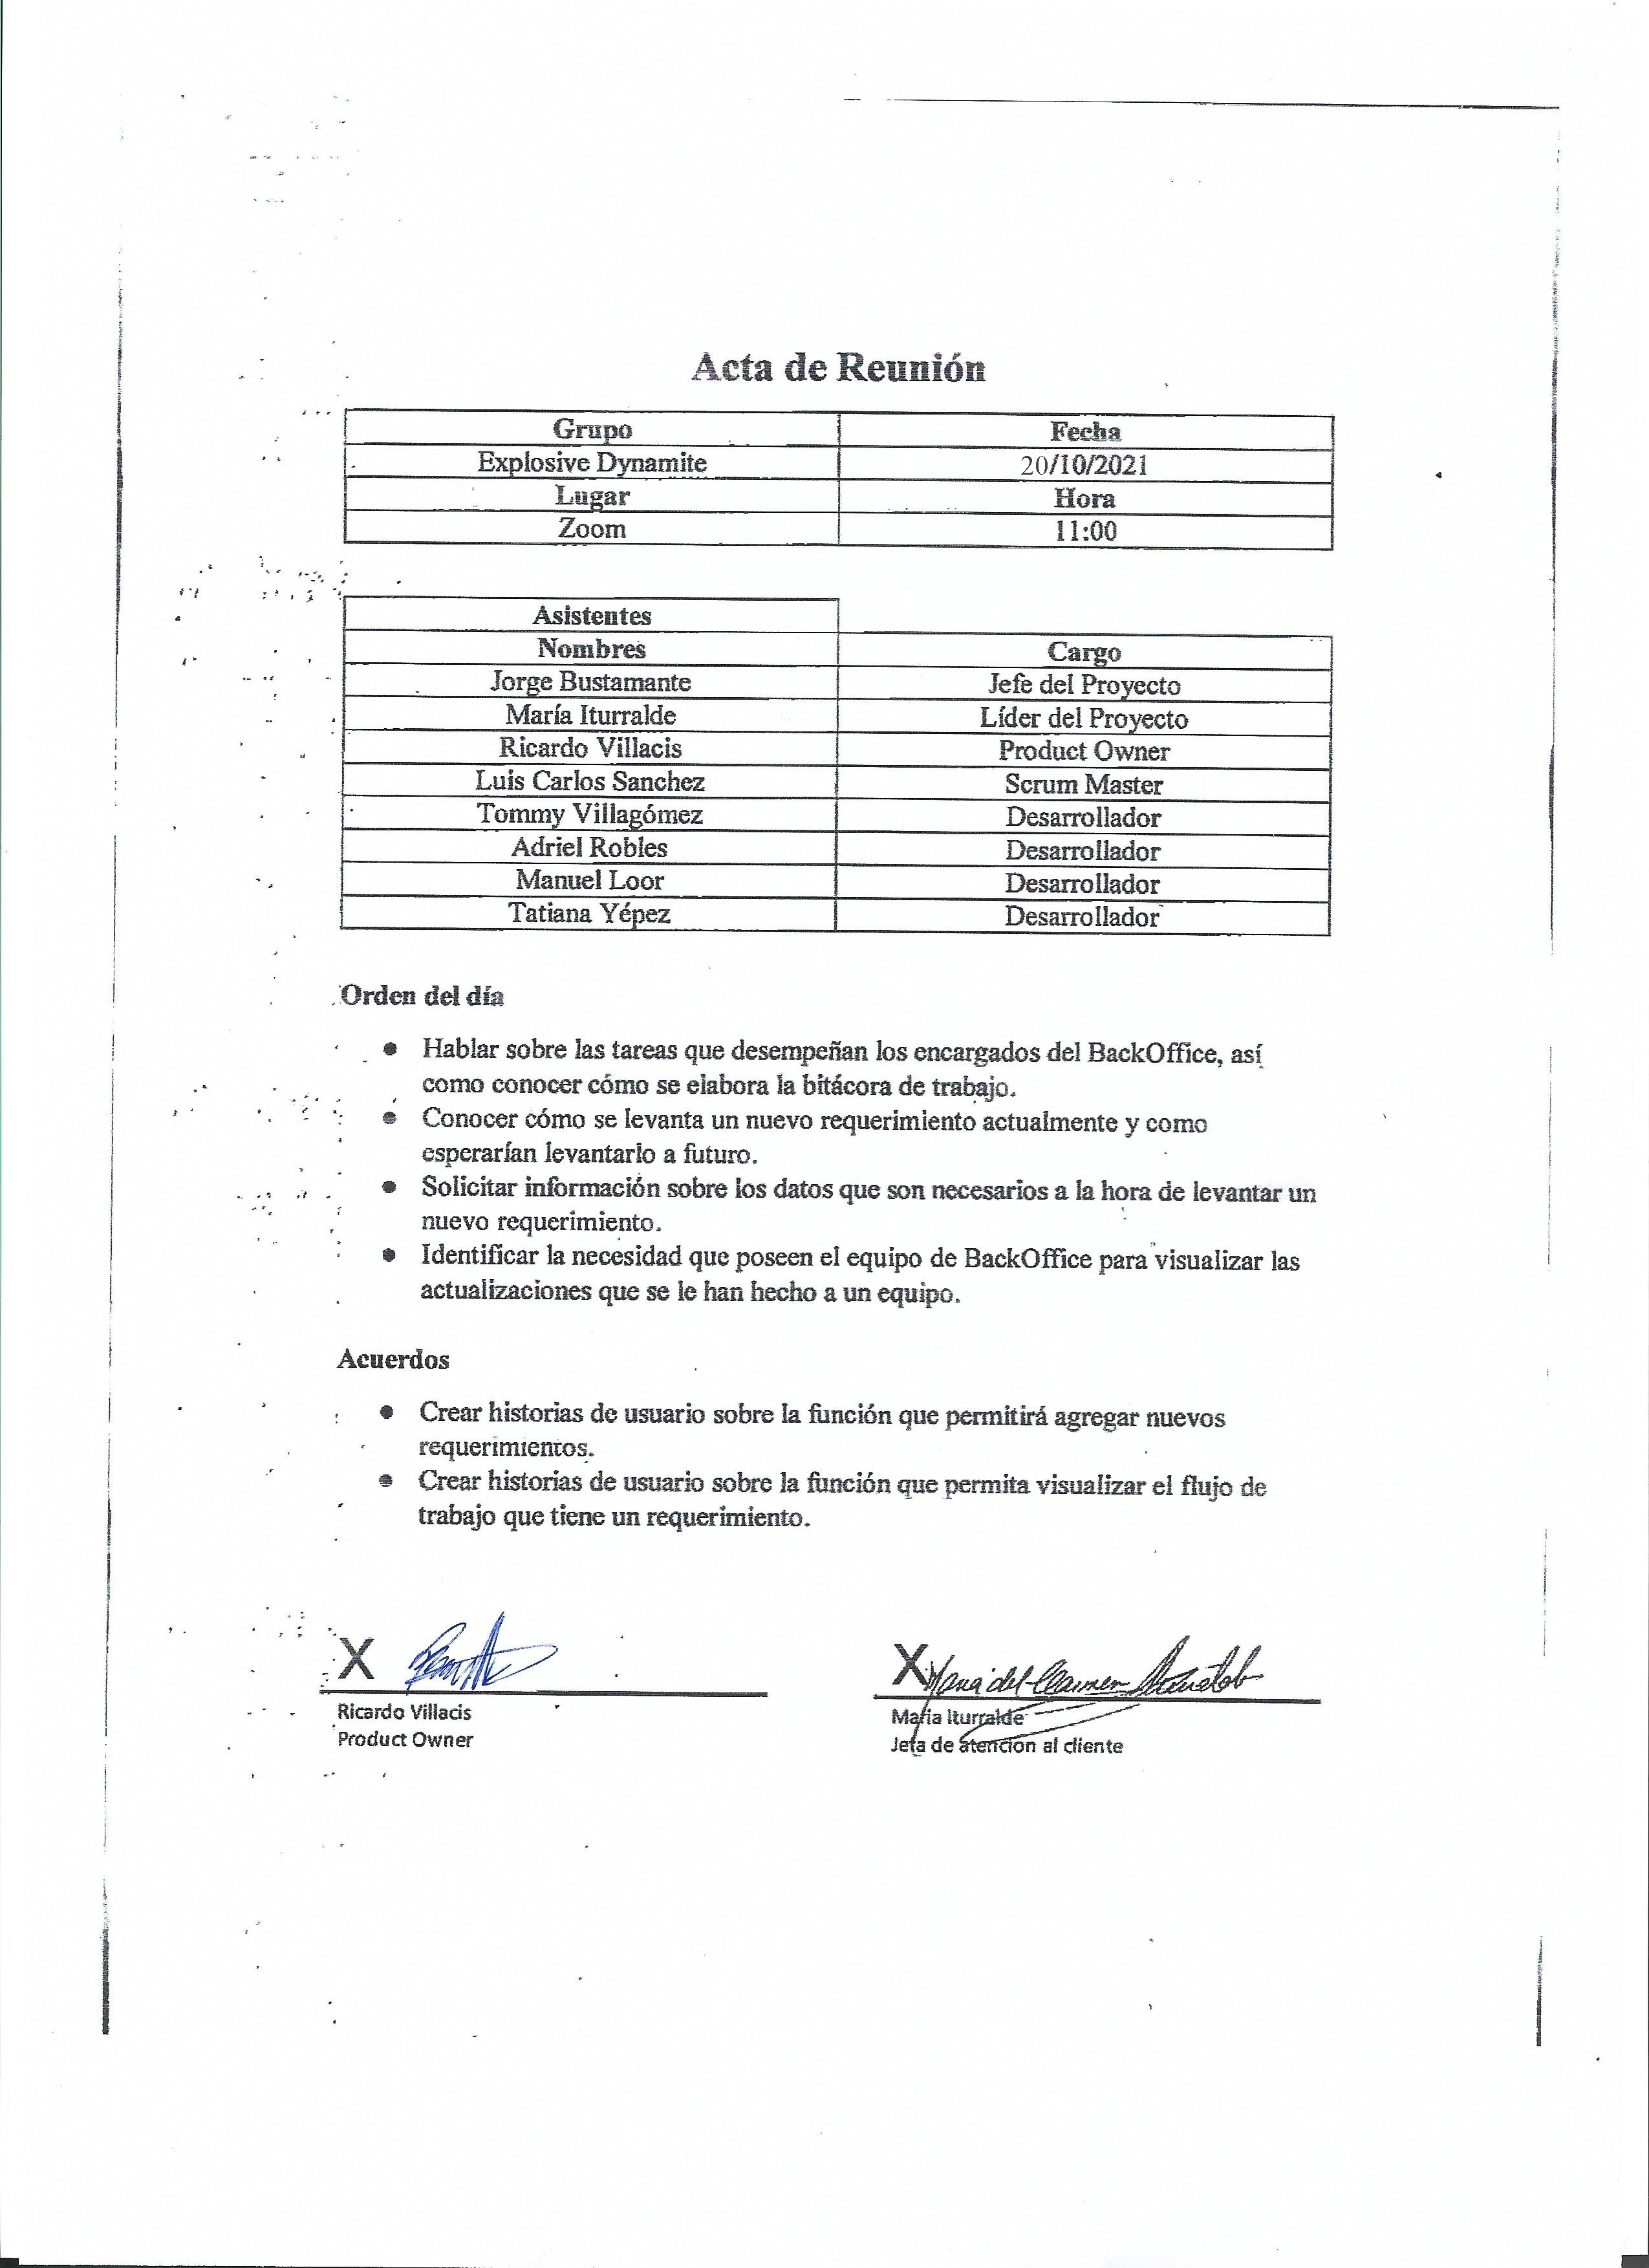 Acta de Reunión
Grupo Fecha
Explosive Dynamite 20/10/2021
Lugar Hora
Zoom 11:00
Asistentes
Nombres Cargo
Jorge Bustamante Jefe del Proyecto
María Iturralde Líder del Proyecto
Ricardo Villacis Product Owner
Luis Carlos Sanchez Scrum Master
Tommy Villagómez Desarrollador
Adriel Robles Desarrollador
Manuel Loor Desarrollador
Tatiana Yépez Desarrollador
Orden del día
● Hablar sobre las tareas que desempeñan los encargados del BackOffice, así
como conocer cómo se elabora la bitácora de trabajo.
● Conocer cómo se levanta un nuevo requerimiento actualmente y como
esperarían levantarlo a futuro.
● Solicitar información sobre los datos que son necesarios a la hora de levantar un
nuevo requerimiento.
● Identificar la necesidad que poseen el equipo de BackOffice para visualizar las
actualizaciones que se le han hecho a un equipo.
Acuerdos
● Crear historias de usuario sobre la función que permitirá agregar nuevos
requerimientos.
● Crear historias de usuario sobre la función que permita visualizar el flujo de
trabajo que tiene un requerimiento.
X
Ricardo Villacis
Product Owner
X María del Carmen Iturralde
Maria Iturralde
Jefa de atención al cliente